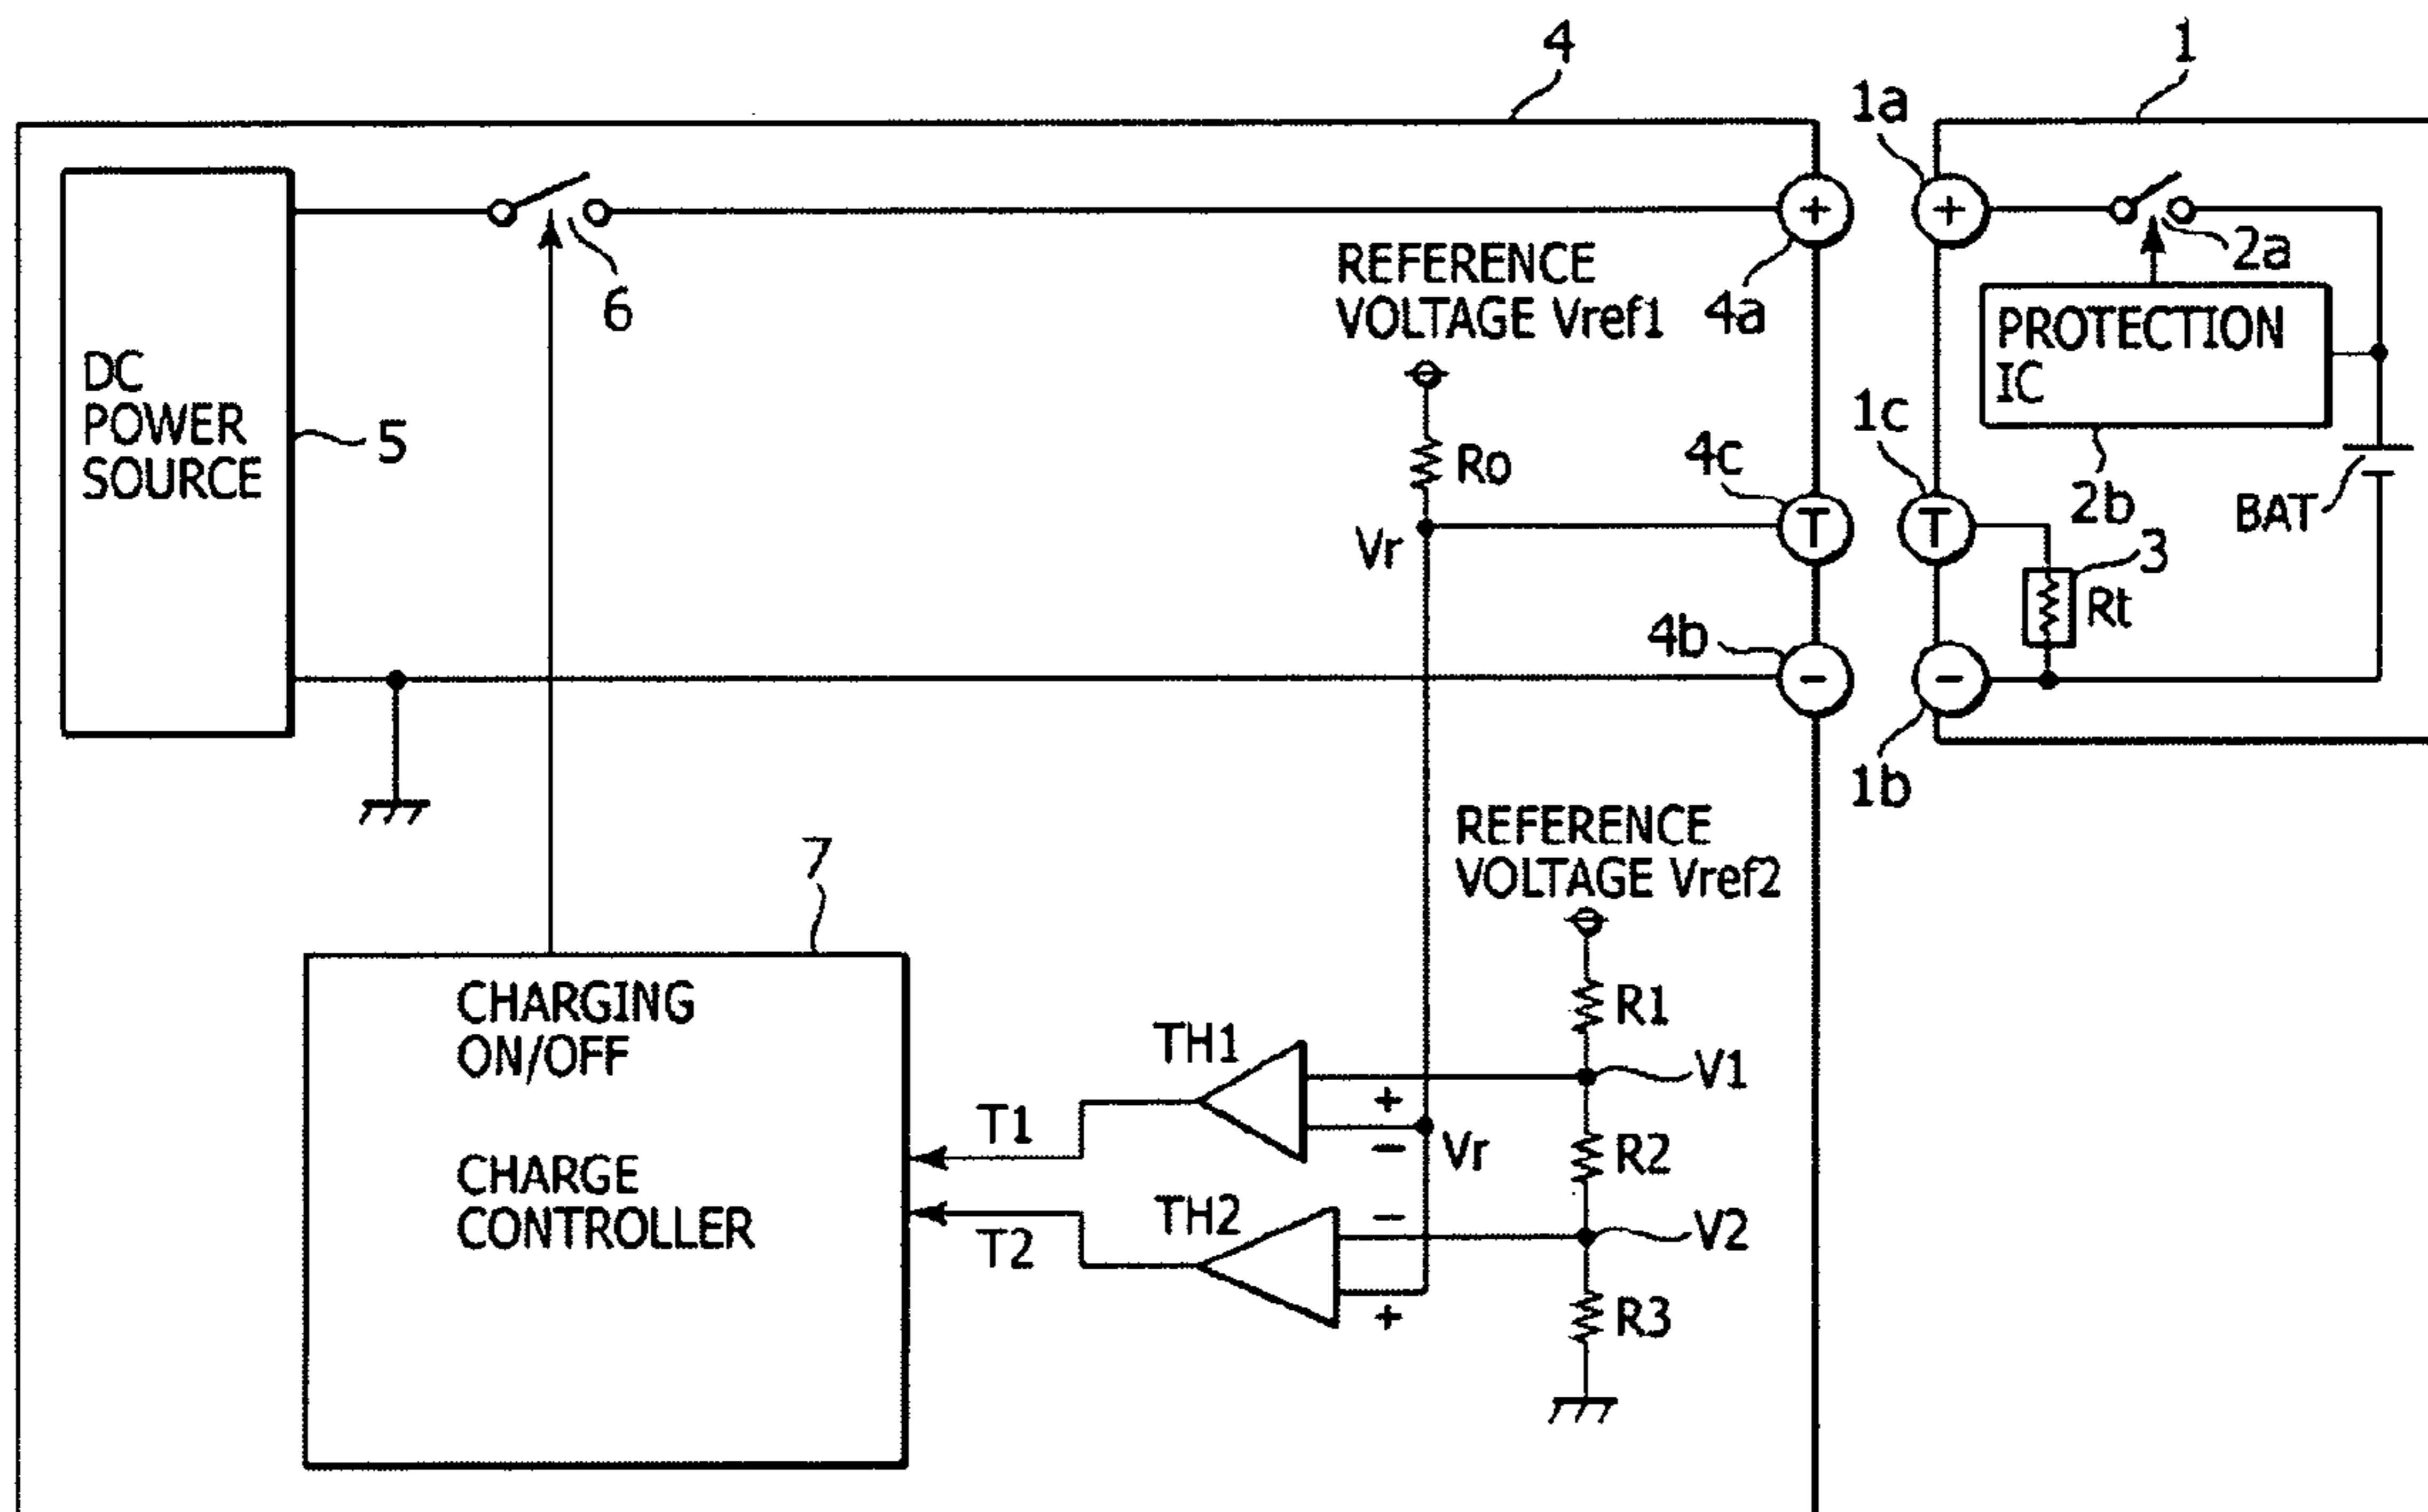 4
1
1a
+
+
2a
6
4a
REFERENCE
VOLTAGE Vref1
PROTECTION
IC
DC
POWER
SOURCE
5
Ro
4c
1c
2b
BAT
Vr
T
T
3
Rt
4b
-
-
1b
REFERENCE
VOLTAGE Vref2
7
CHARGING
ON/OFF
CHARGE
CONTROLLER
R1
TH1
V1
+
T1
-
Vr
R2
TH2
-
V2
T2
+
R3